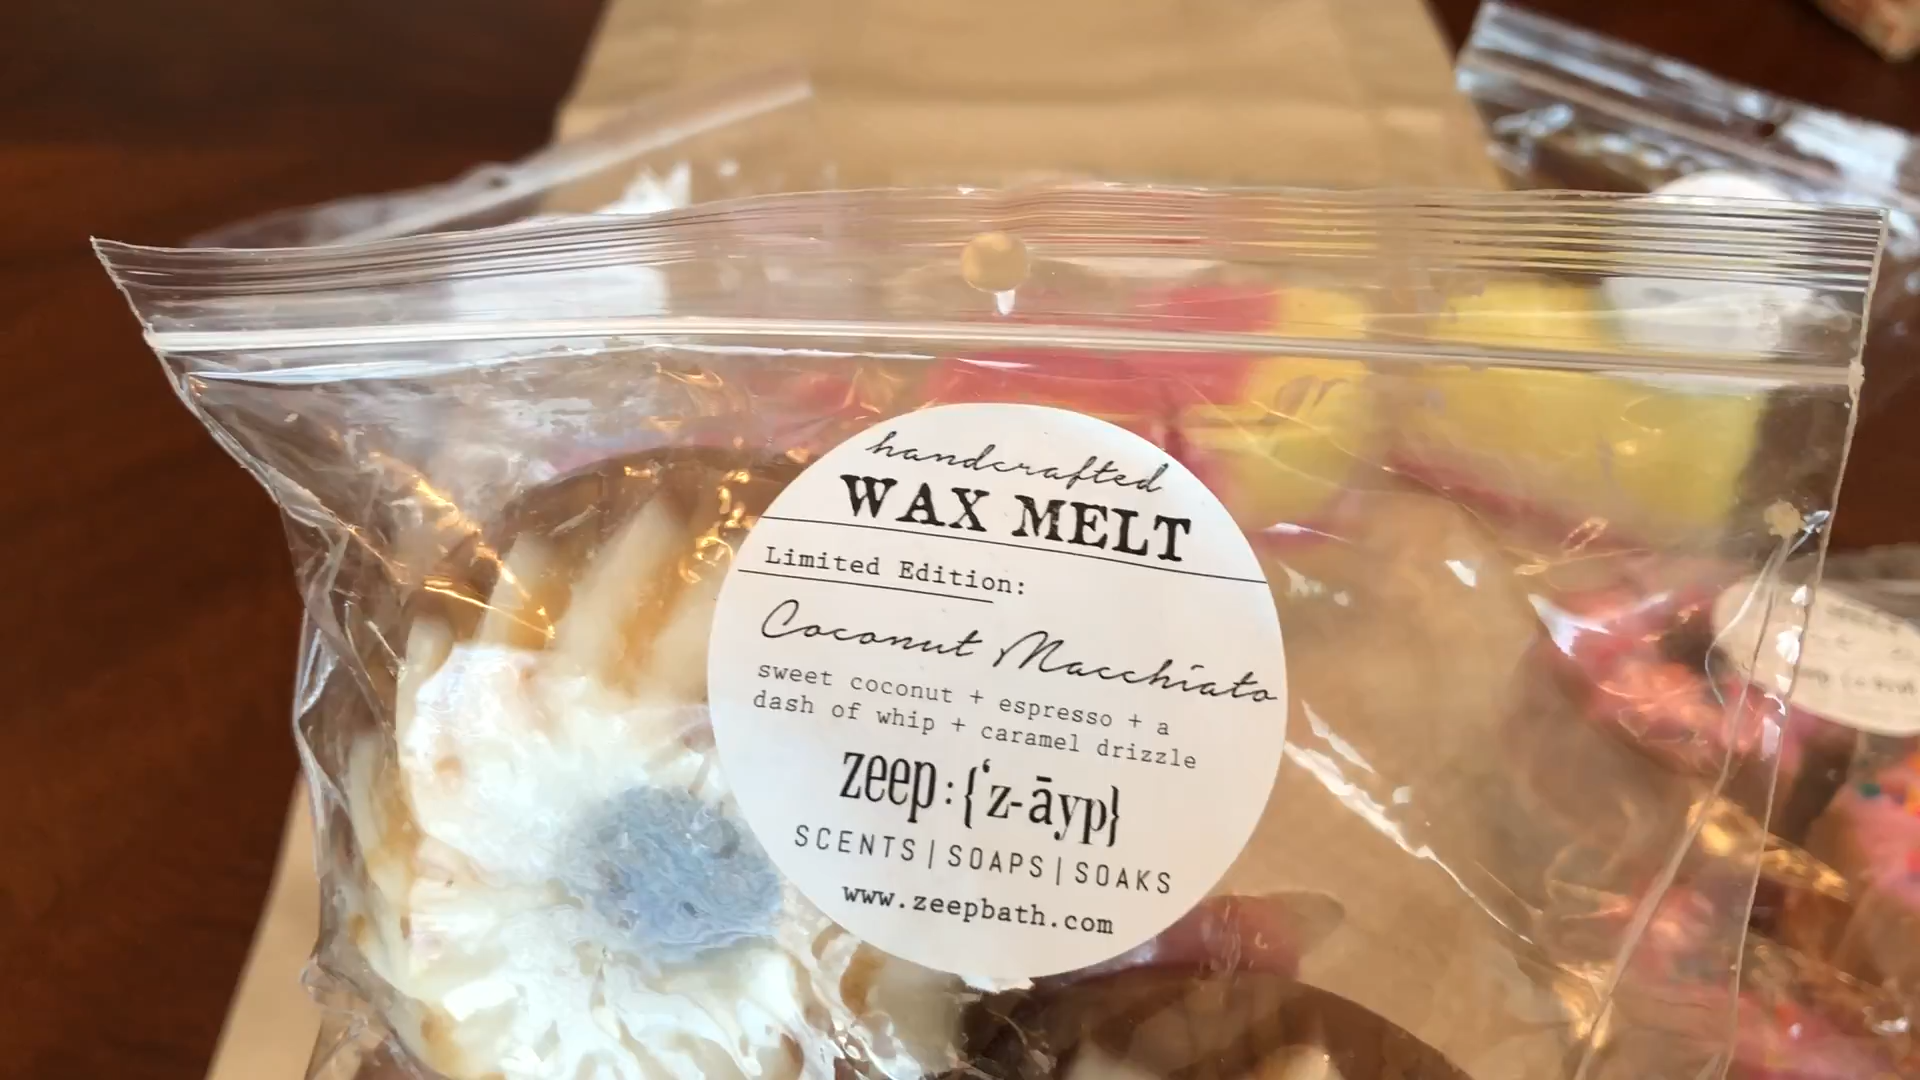 handcrafted
WAX MELT
Limited Edition:
Coconut Macchiato
sweet coconut + espresso + a
dash of whip + caramel drizzle
zeep:{'z-āyp}
SCENTS|SOAPS|SOAKS
www.zeepbath.com